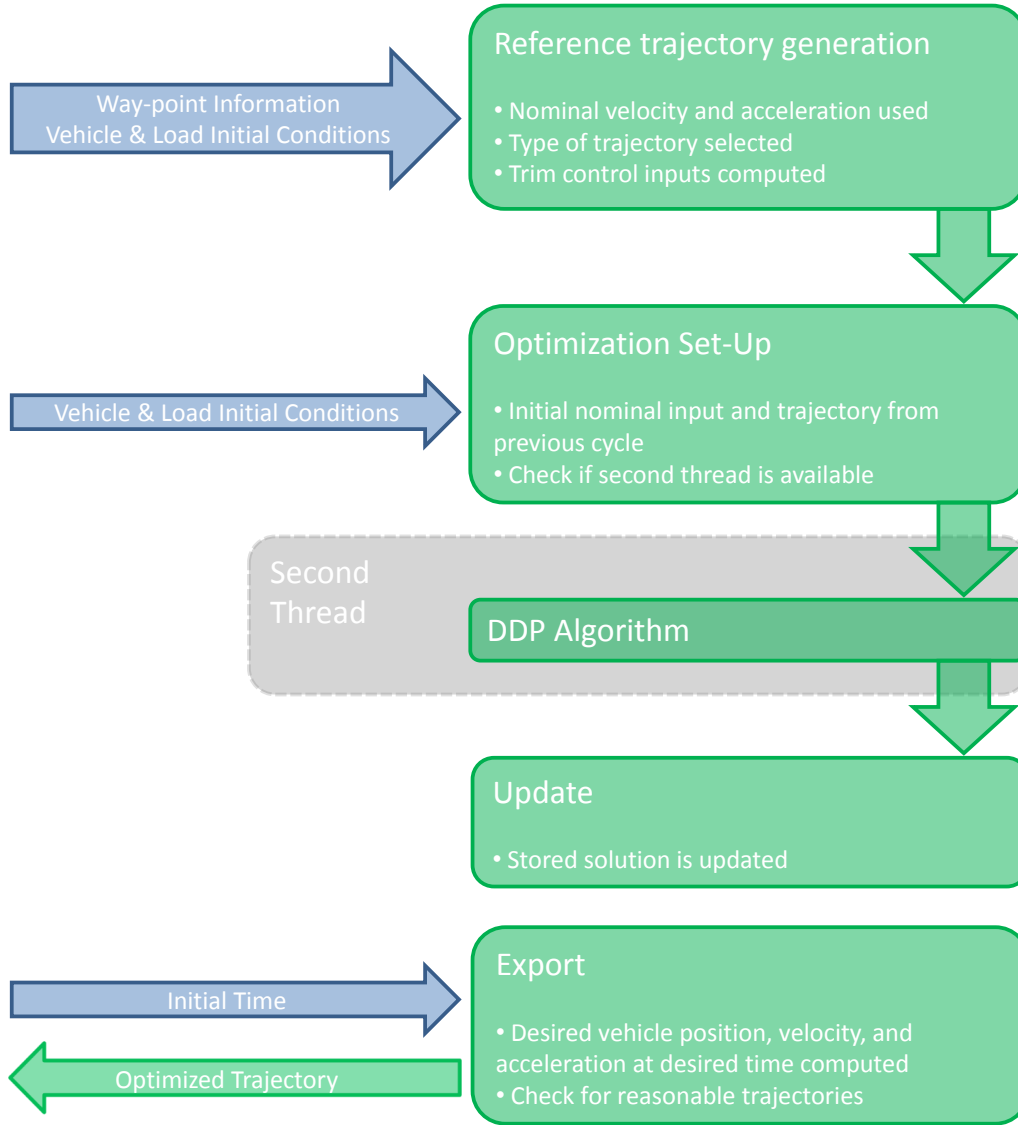 Reference trajectory generation
Way-point Information
Vehicle & Load Initial Conditions
• Nominal velocity and acceleration used
• Type of trajectory selected
• Trim control inputs computed
Optimization Set-Up
Vehicle & Load Initial Conditions
• Initial nominal input and trajectory from
previous cycle
• Check if second thread is available
Second
Thread
DDP Algorithm
Update
• Stored solution is updated
Export
Initial Time
• Desired vehicle position, velocity, and
acceleration at desired time computed
• Check for reasonable trajectories
Optimized Trajectory